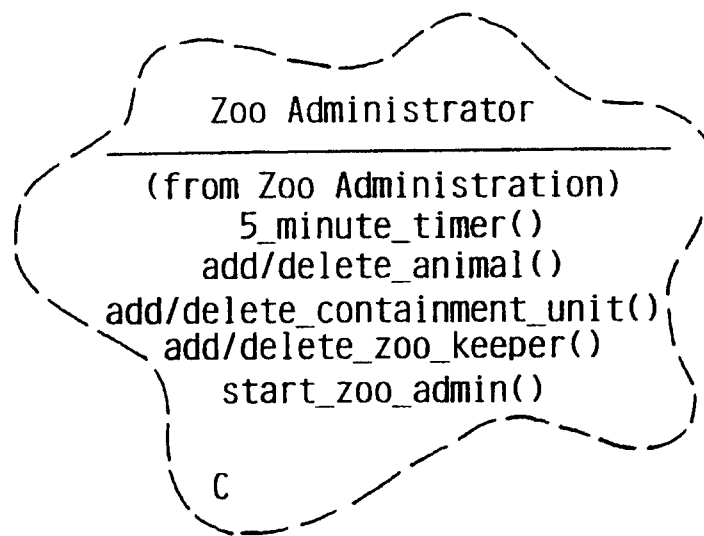 Zoo Administrator
(from Zoo Administration)
5_minute_timer()
add/delete_animal()
add/delete_containment_unit()
add/delete_zoo_keeper()
start_zoo_admin()
C